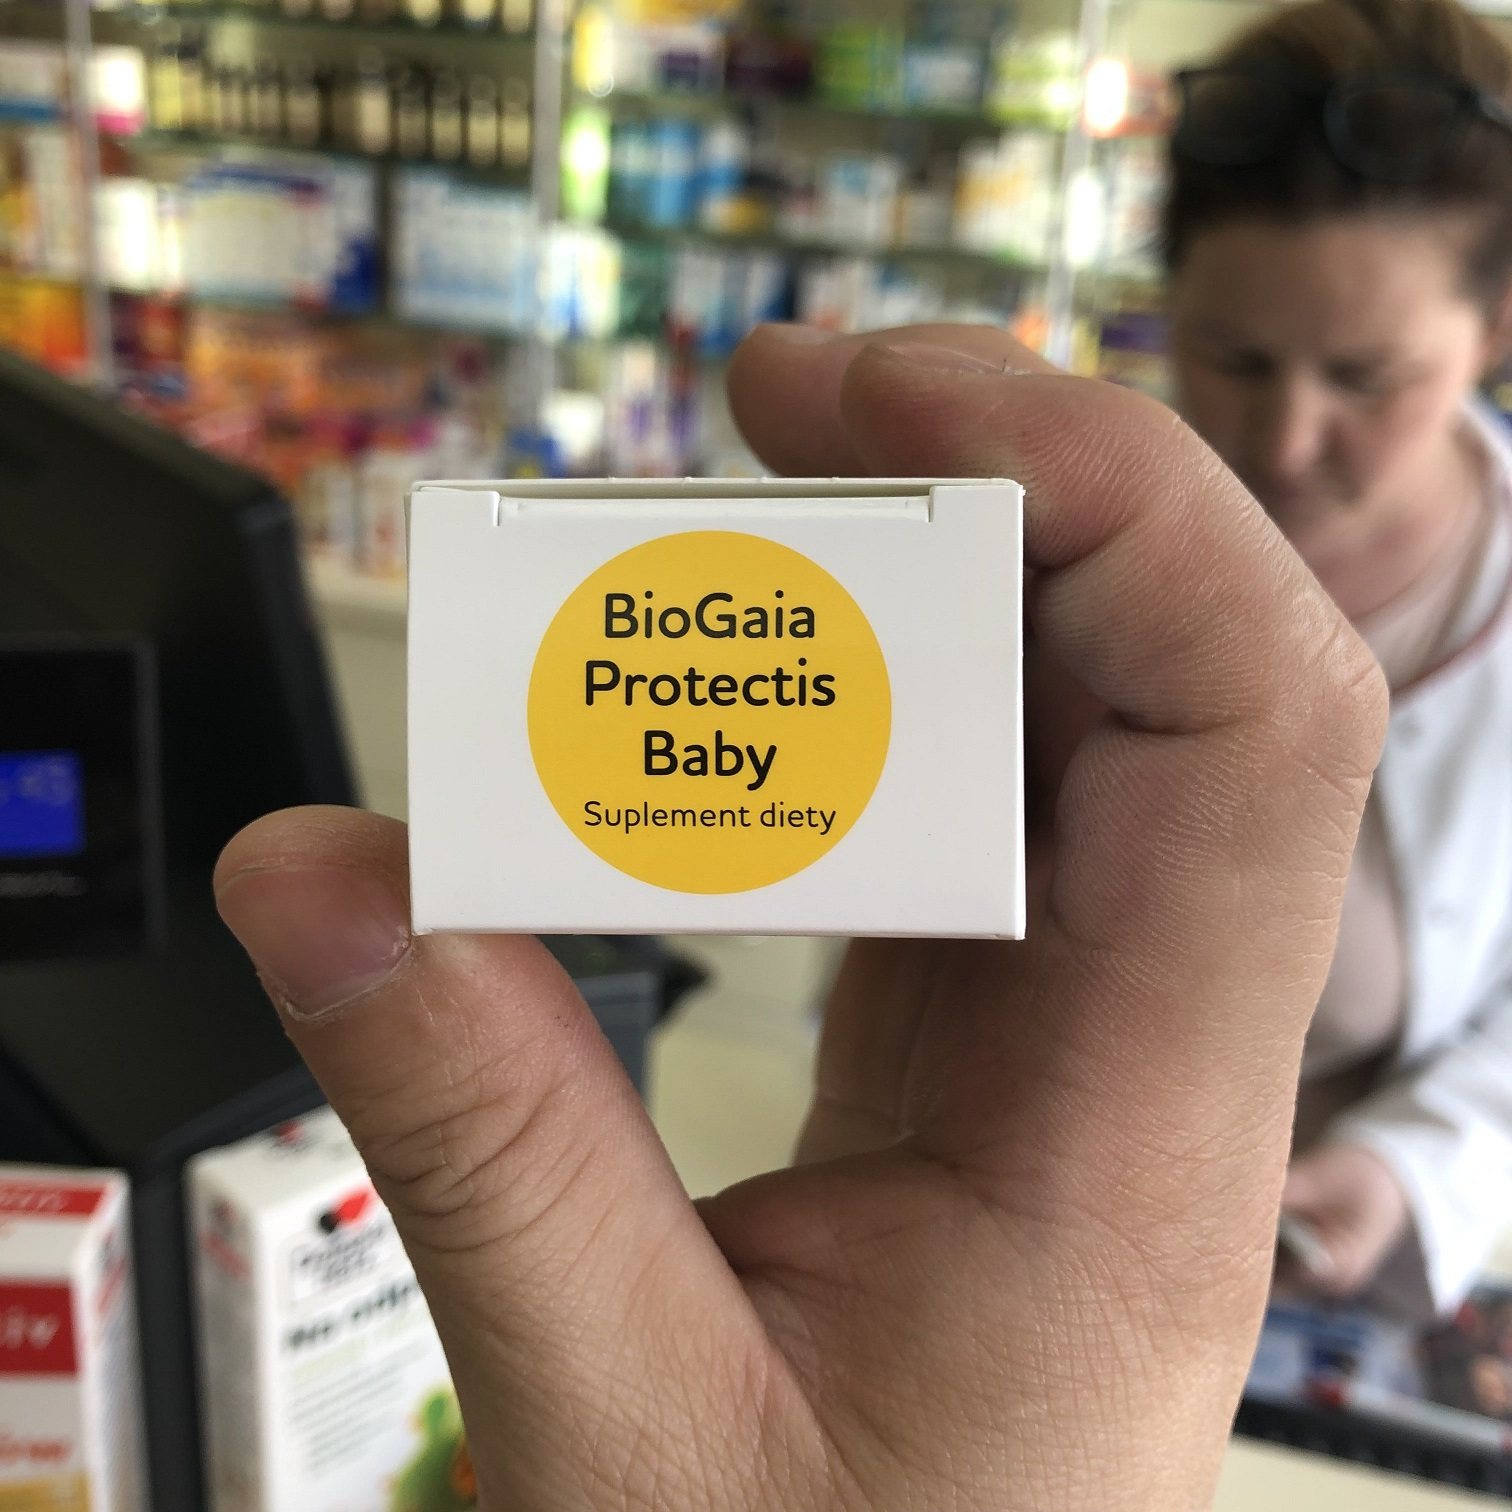 BioGaia
Protectis
Baby
Suplement diety